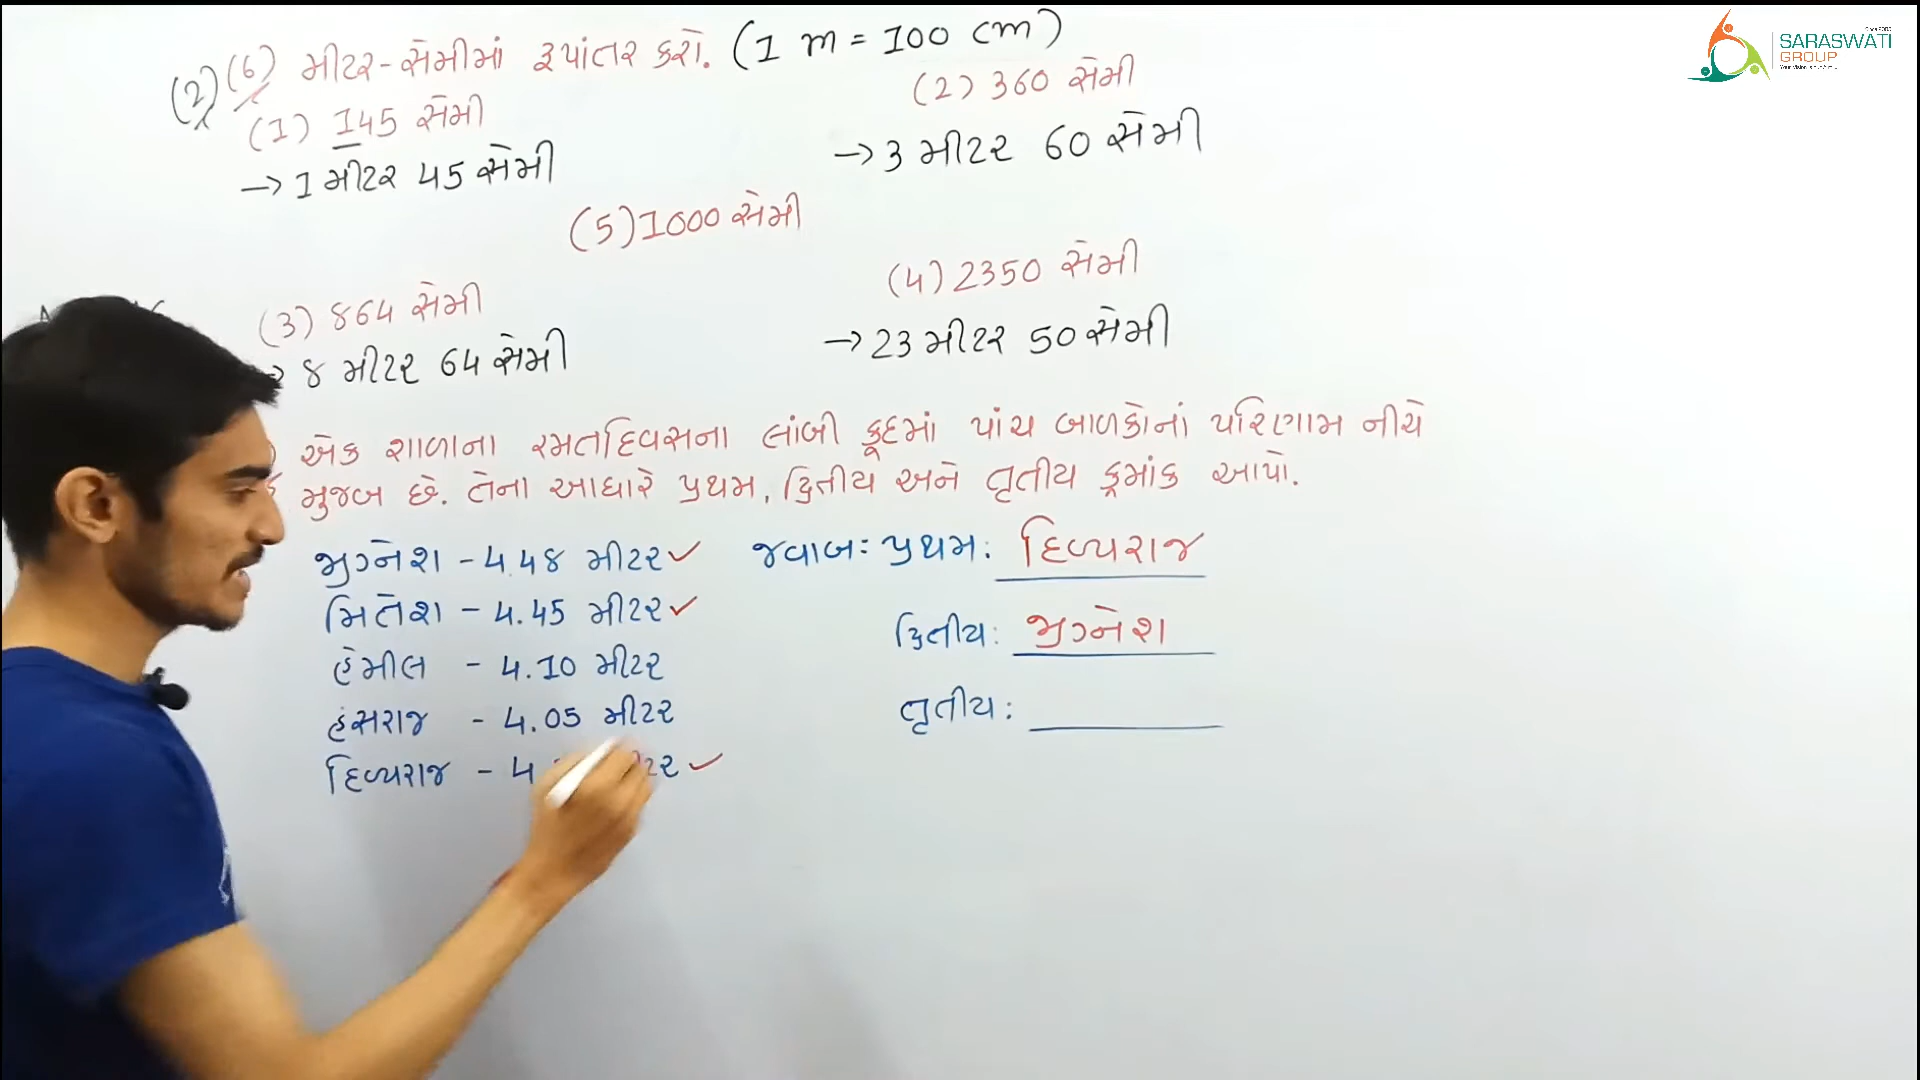 (2) (6) મીટર-સેમીમાં રૂપાંતર કરો. (1 m = 100 cm)
(1) 145 સેમી
(2) 360 સેમી
→ 1 મીટર 45 સેમી
→ 3 મીટર 60 સેમી
(5) 1000 સેમી
(3) 864 સેમી
(4) 2350 સેમી
8 મીટર 64 સેમી
→ 23 મીટર 50 સેમી
એક શાળાના રમતદિવસના લાંબી કૂદમાં પાંચ બાળકોનાં પરિણામ નીચે
મુજબ છે. તેના આધારે પ્રથમ, દ્વિતીય અને તૃતીય ક્રમાંક આપો.
જીગ્નેશ - 4.48 મીટર ✓
જવાબ: પ્રથમ: દિવ્યરાજ
મિતેશ - 4.45 મીટર ✓
દ્વિતીય: જીગ્નેશ
હેમીલ - 4.10 મીટર
હંસરાજ - 4.05 મીટર
તૃતીય:
દિવ્યરાજ - 4. ✓
SARASWATI
GROUP